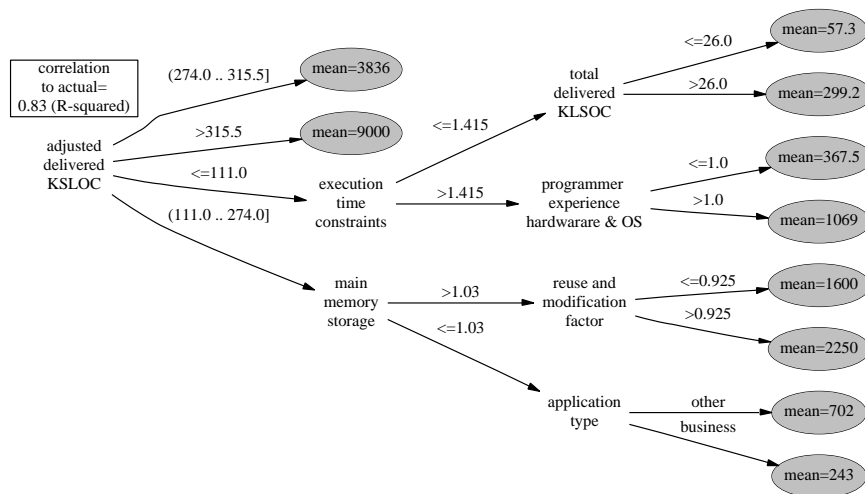 correlation
to actual=
0.83 (R-squared)
adjusted
delivered
KSLOC
(274.0 .. 315.5]
mean=3836
>315.5
mean=9000
<=111.0
execution
time
constraints
<=1.415
total
delivered
KLSOC
<=26.0
mean=57.3
>26.0
mean=299.2
>1.415
programmer
experience
hardwarare & OS
<=1.0
mean=367.5
>1.0
mean=1069
(111.0 .. 274.0]
main
memory
storage
>1.03
reuse and
modification
factor
<=0.925
mean=1600
>0.925
mean=2250
<=1.03
application
type
other
mean=702
business
mean=243